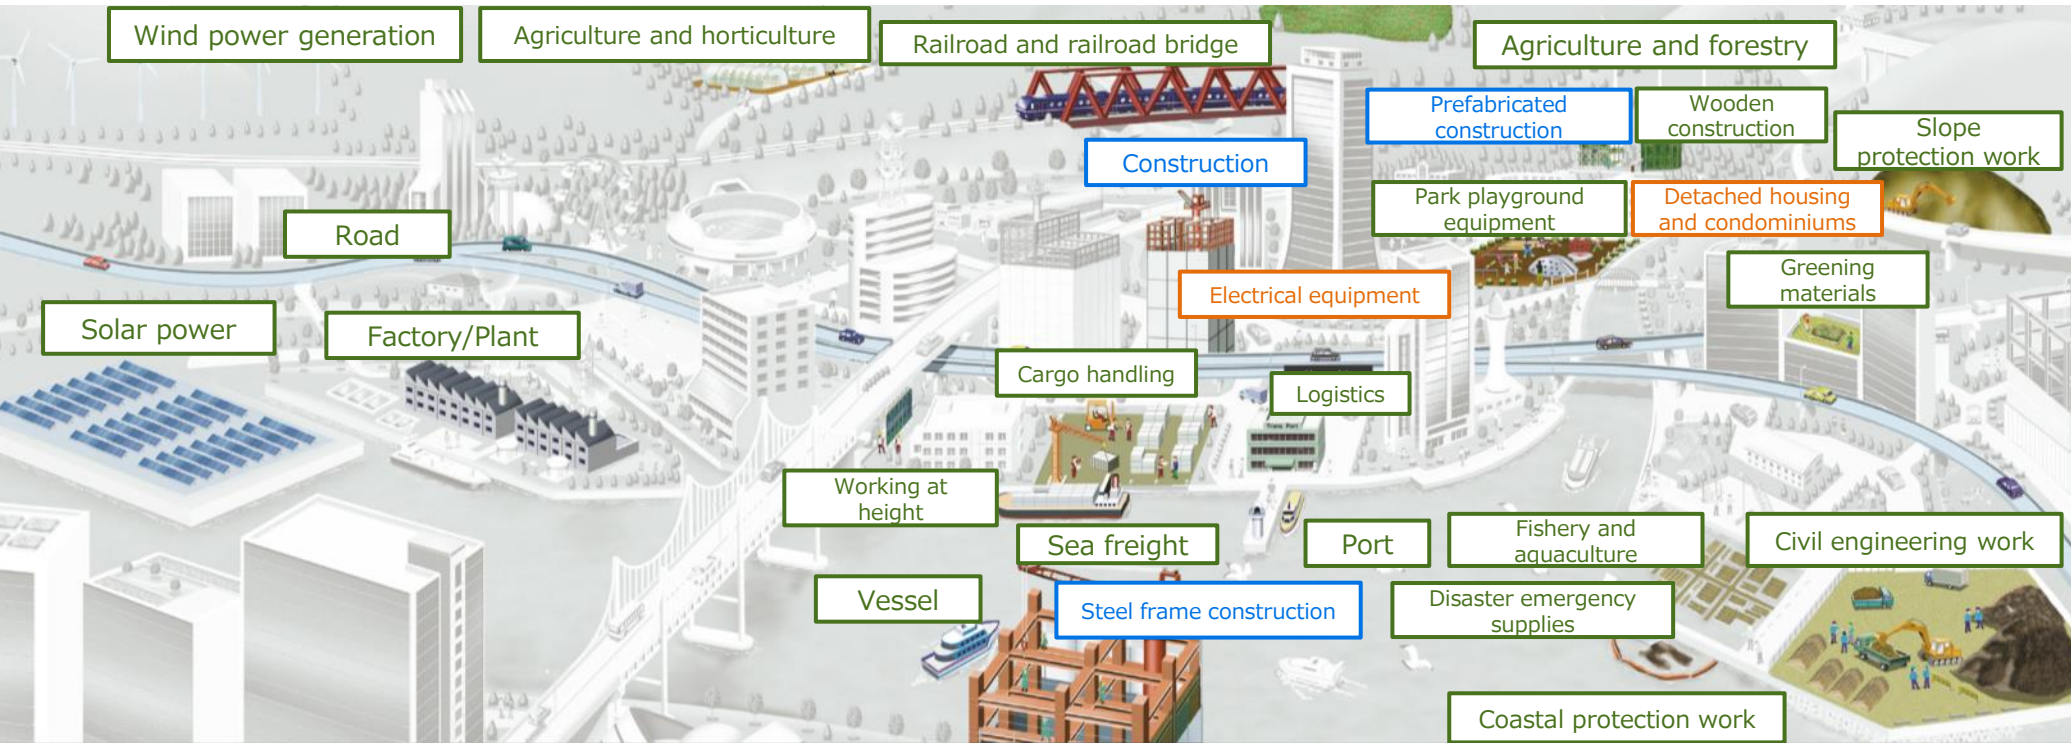 Wind power generation
Agriculture and horticulture
Railroad and railroad bridge
Agriculture and forestry
Prefabricated
construction
Wooden
construction
Slope
protection work
Construction
Park playground
equipment
Detached housing
and condominiums
Road
Electrical equipment
Greening
materials
Solar power
Factory/Plant
Cargo handling
Logistics
Trans Port
Working at
height
Sea freight
Port
Fishery and
aquaculture
Civil engineering work
Vessel
Steel frame construction
Disaster emergency
supplies
Coastal protection work